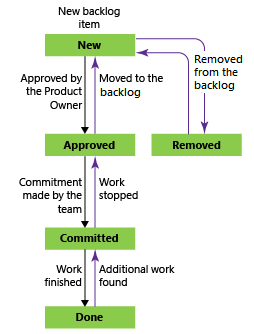 New backlog
item
New
Approved by
the Product
Owner
Moved to the
backlog
Removed
from the
backlog
Approved
Removed
Commitment
made by the
team
Work
stopped
Committed
Work
finished
Additional work
found
Done